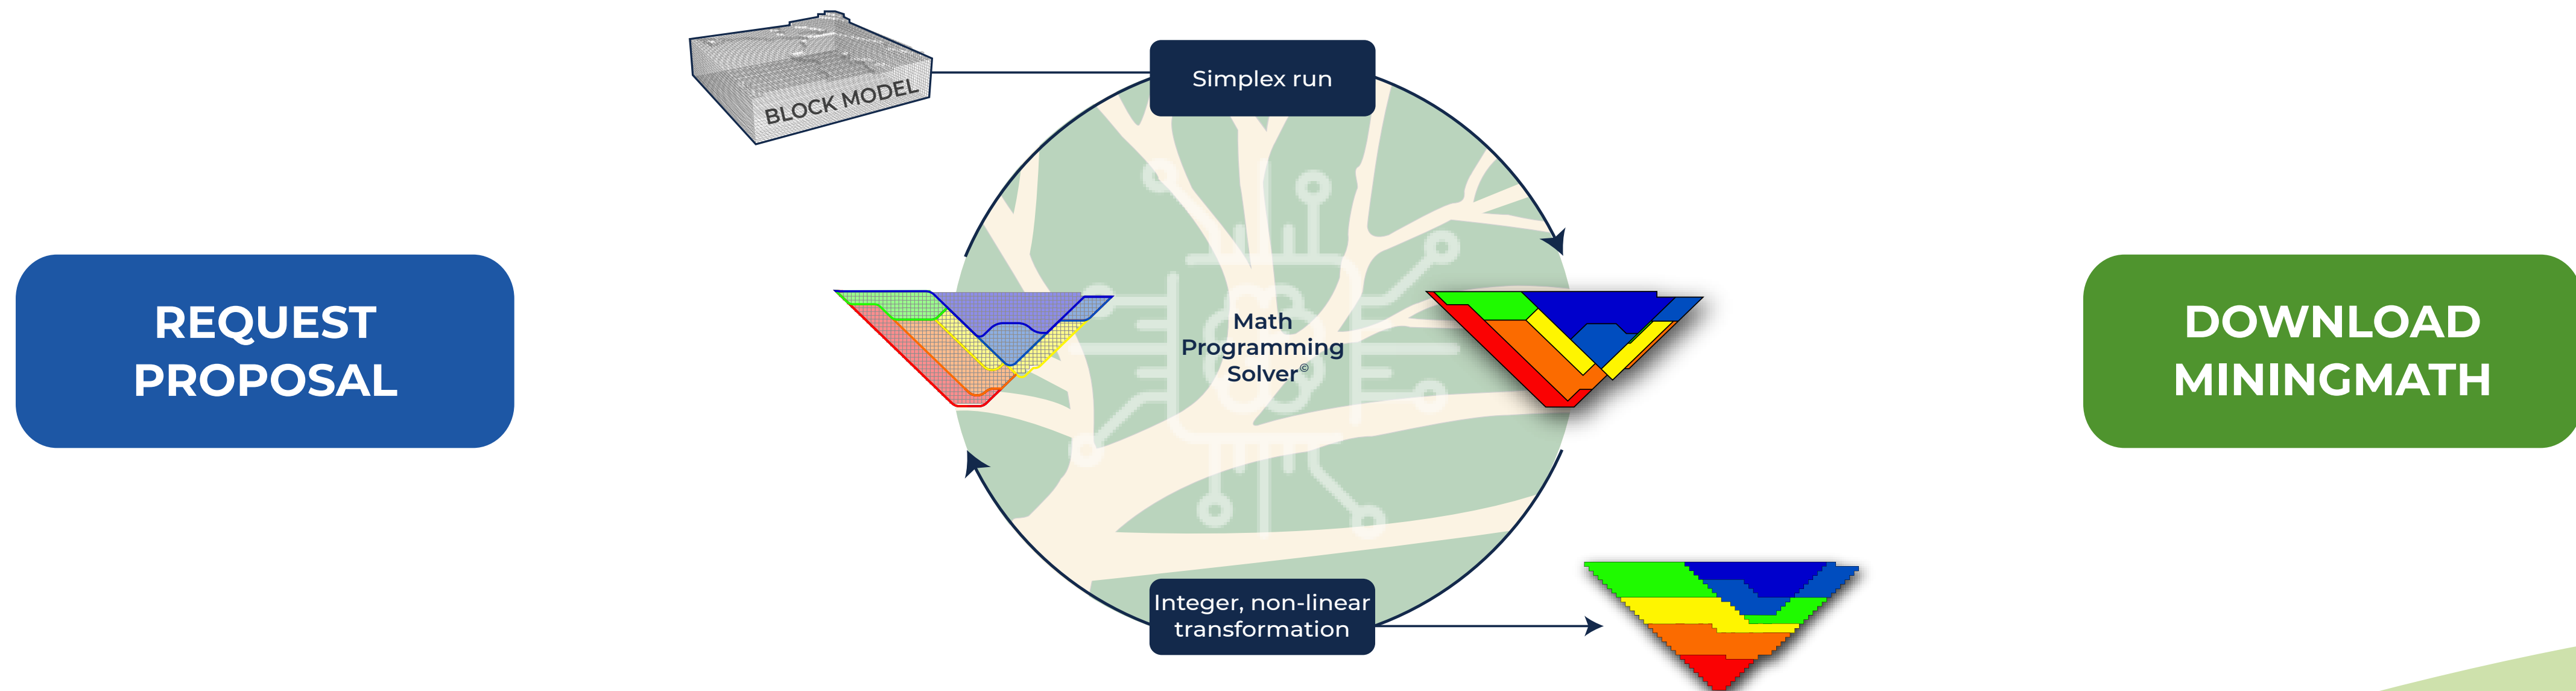 BLOCK MODEL
Simplex run
REQUEST
PROPOSAL
Math
Programming
Solver©
DOWNLOAD
MININGMATH
Integer, non-linear
transformation